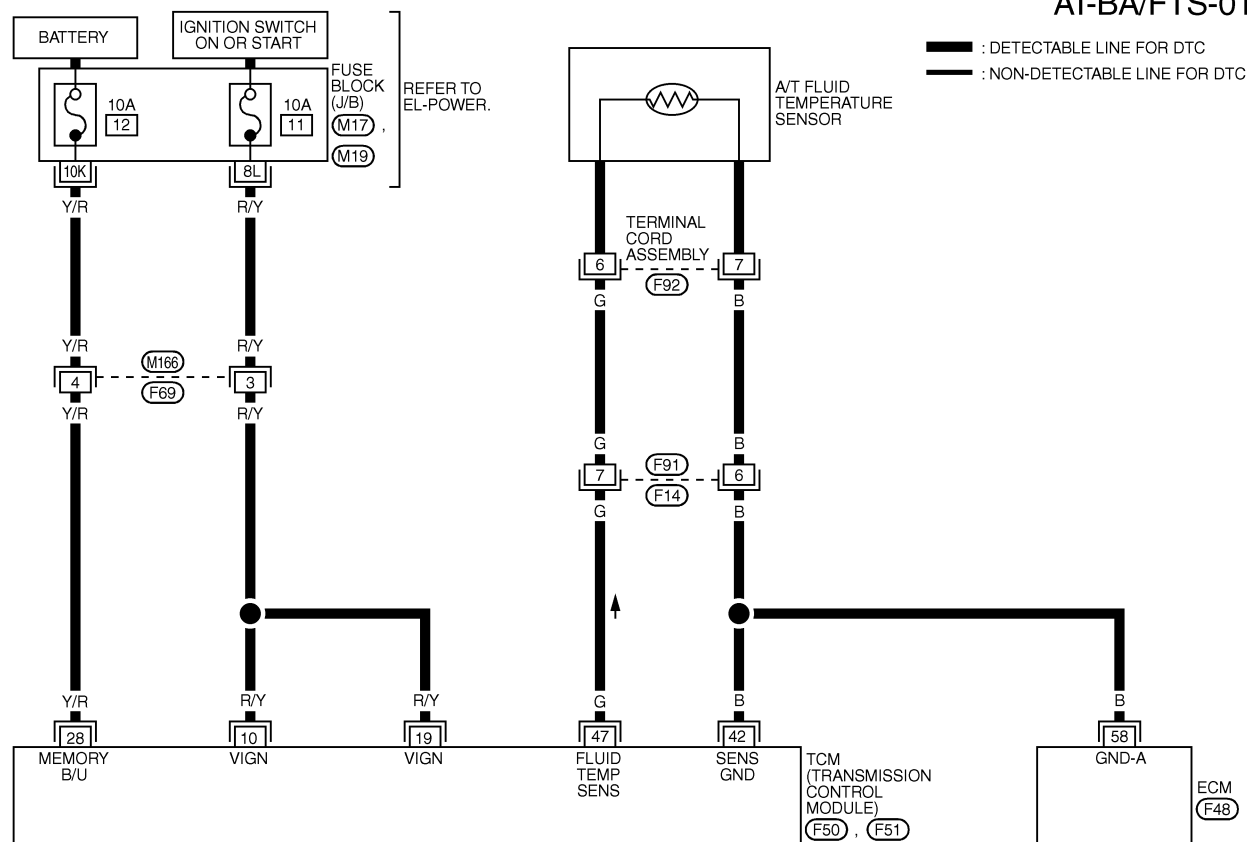 AT-BA/FTS-01
BATTERY
IGNITION SWITCH
ON OR START
: DETECTABLE LINE FOR DTC
: NON-DETECTABLE LINE FOR DTC
10A
12
10A
11
FUSE
BLOCK
(J/B)
M17 ,
M19
REFER TO
EL-POWER.
A/T FLUID
TEMPERATURE
SENSOR
10K
8L
Y/R
R/Y
TERMINAL
CORD
ASSEMBLY
6
7
F92
G
B
Y/R
R/Y
M166
4
3
F69
Y/R
R/Y
G
B
F91
7
6
F14
G
B
Y/R
R/Y
R/Y
G
B
B
28
10
19
47
42
58
MEMORY
B/U
VIGN
VIGN
FLUID
TEMP
SENS
SENS
GND
TCM
(TRANSMISSION
CONTROL
MODULE)
F50 , F51
GND-A
ECM
F48